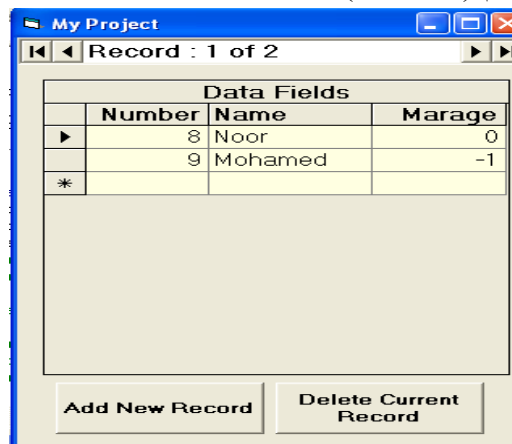 My Project
Record : 1 of 2
Data Fields
Number Name Marage
8 Noor 0
9 Mohamed -1
Add New Record
Delete Current
Record